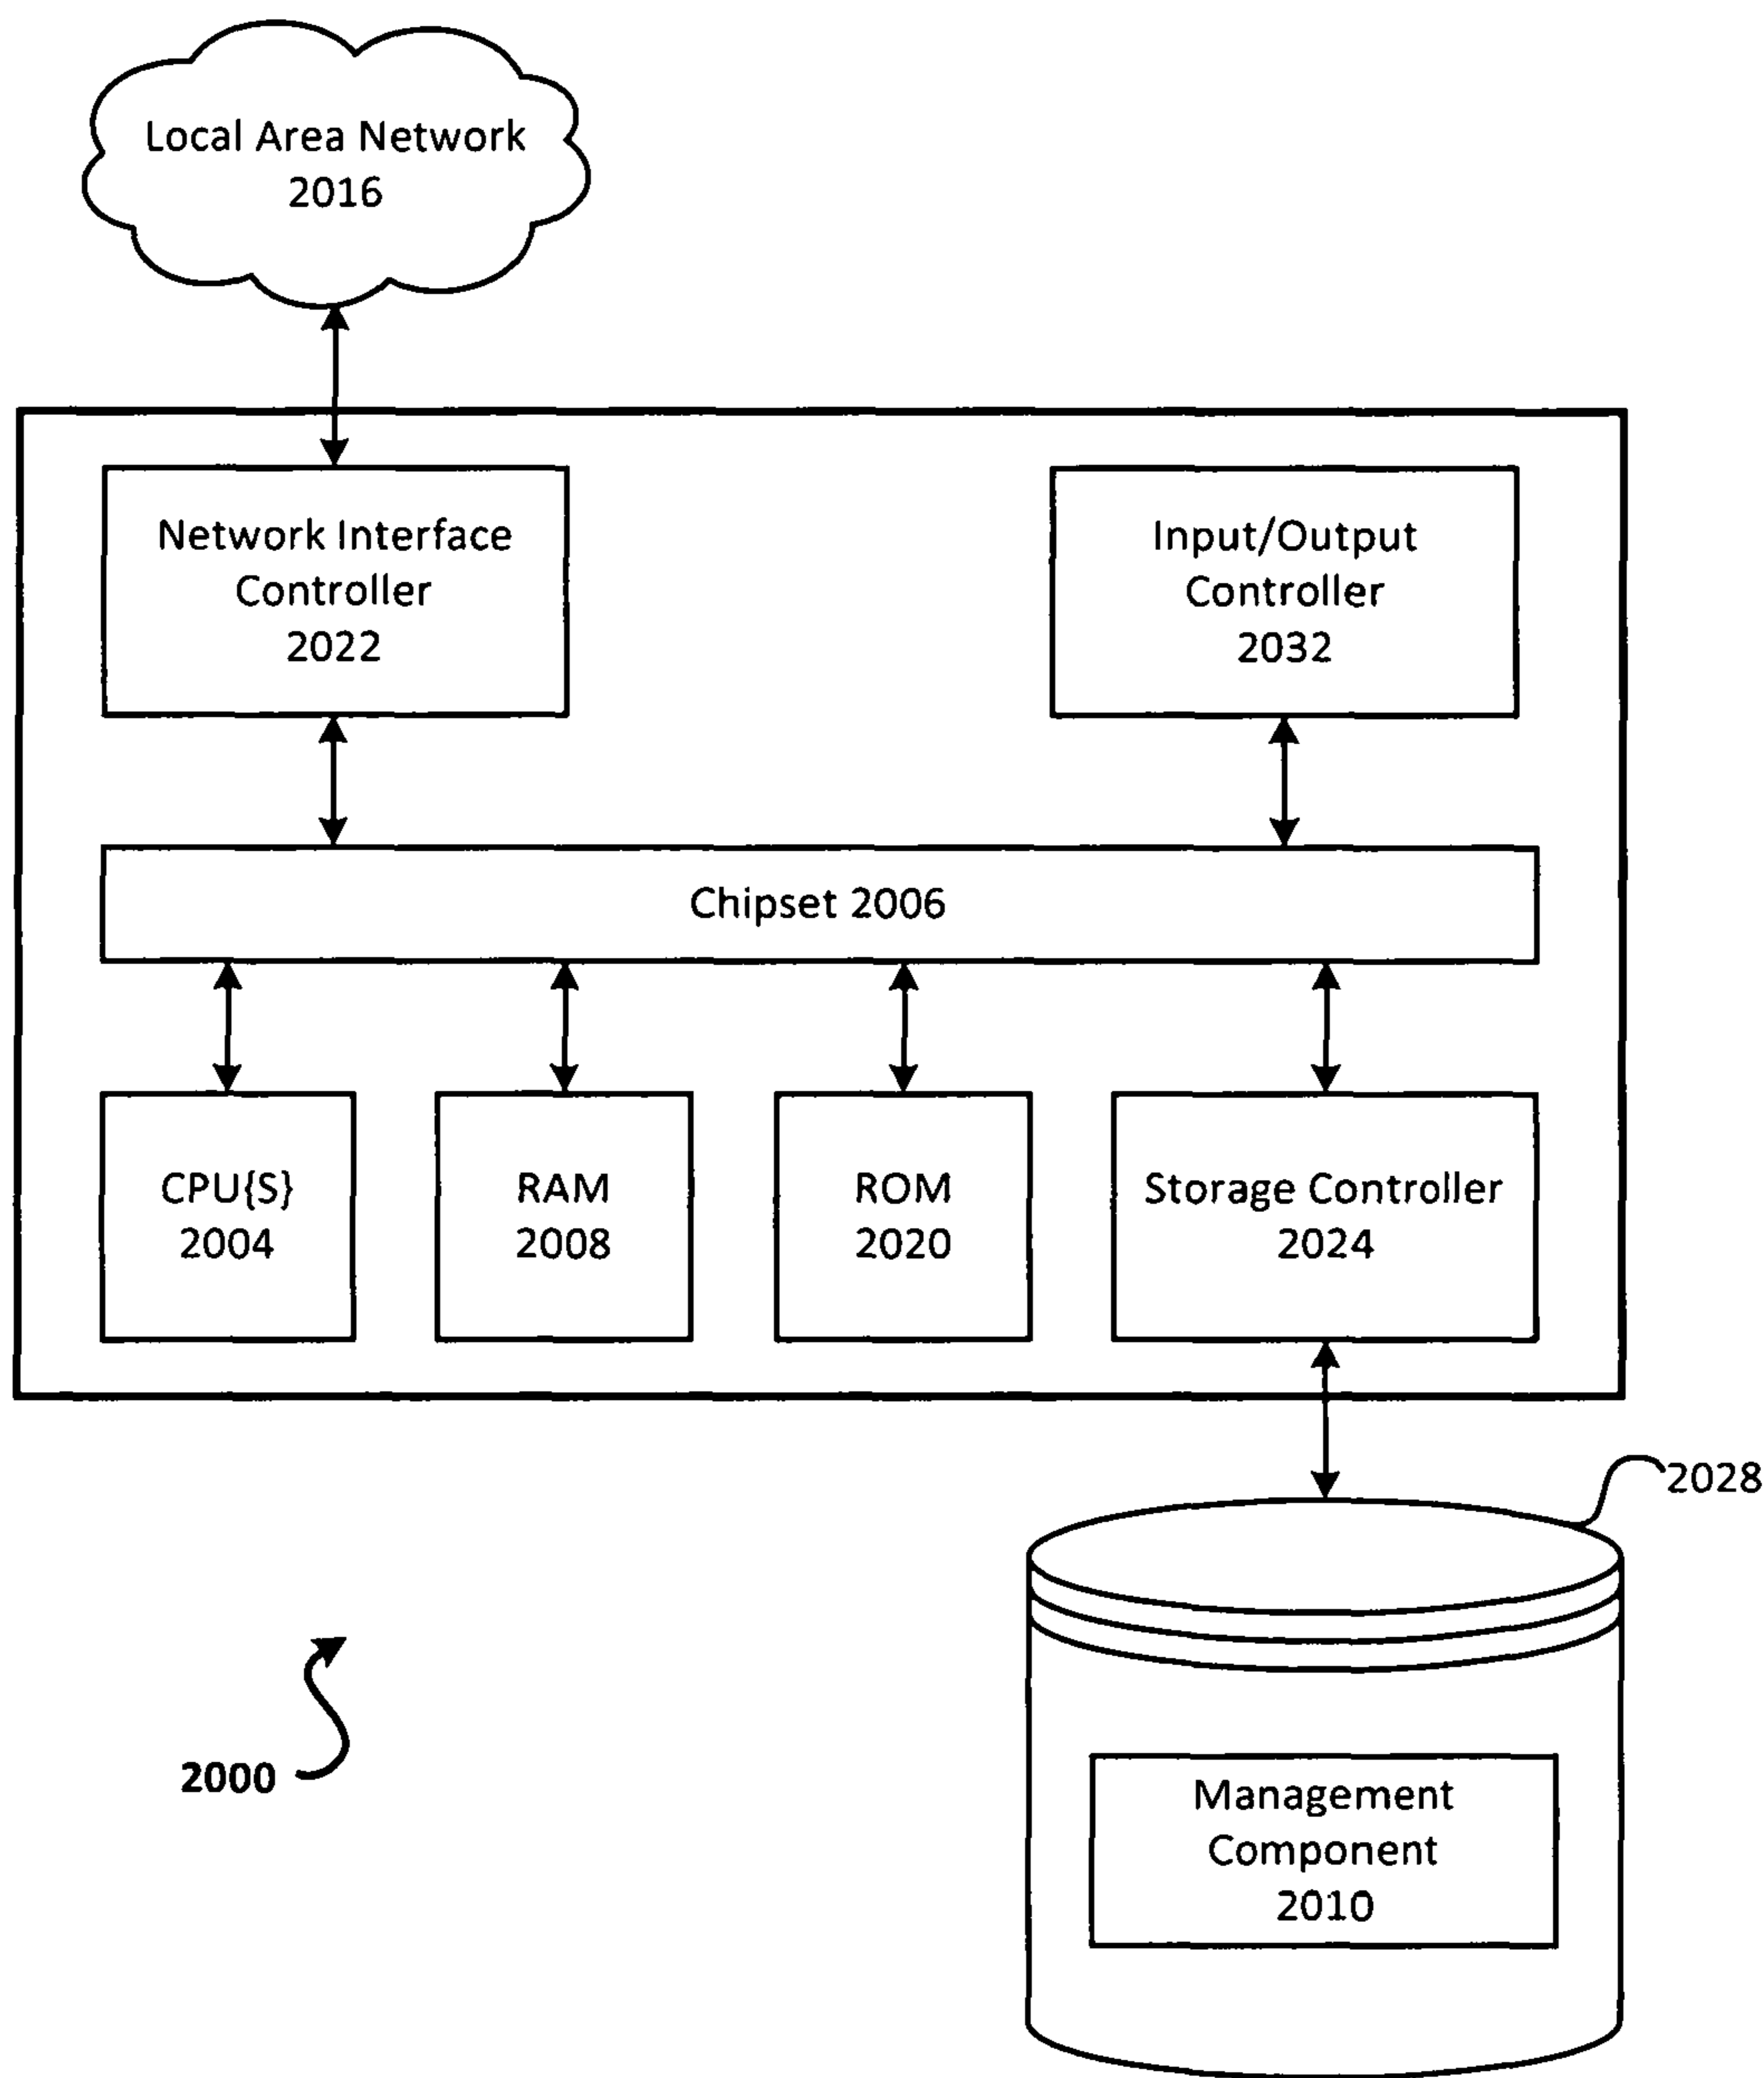 Local Area Network
2016
Network Interface
Controller
2022
Input/Output
Controller
2032
Chipset 2006
CPU{S}
2004
RAM
2008
ROM
2020
Storage Controller
2024
2028
2000
Management
Component
2010